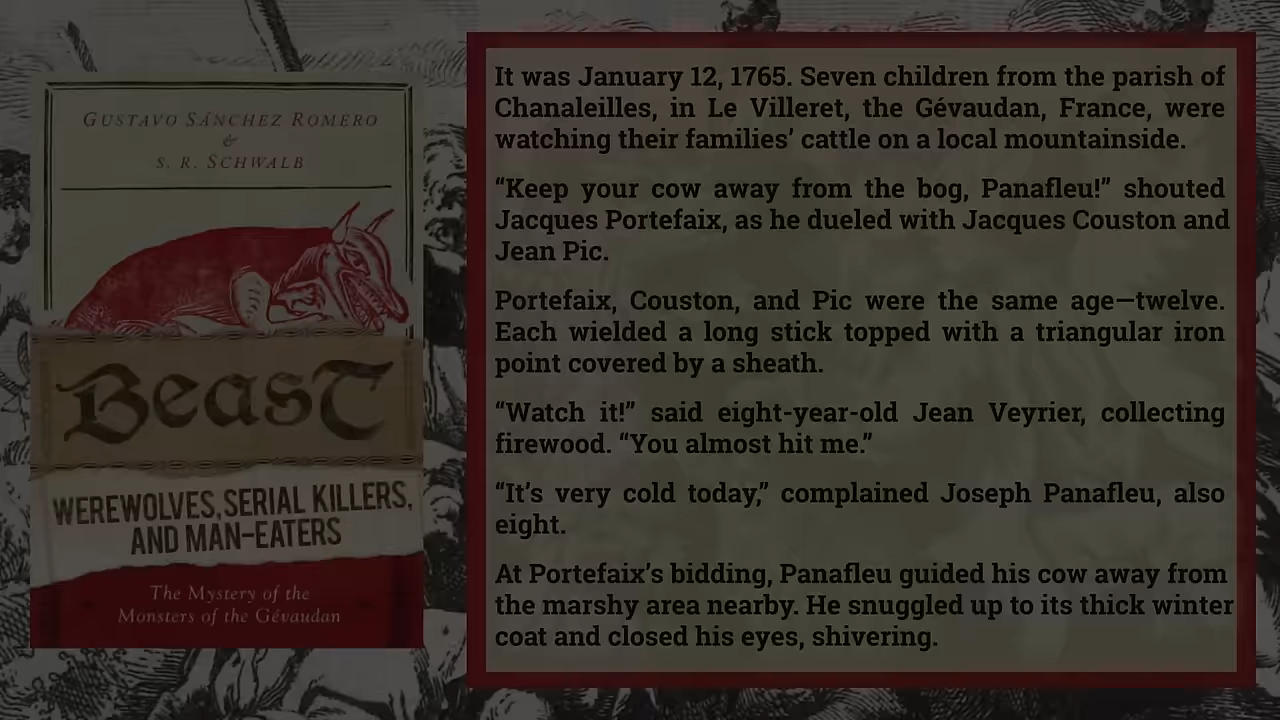 GUSTAVO SÁNCHEZ ROMERO
&
S. R. SCHWALB
Beast
WEREWOLVES, SERIAL KILLERS,
AND MAN-EATERS
The Mystery of the
Monsters of the Gévaudan
It was January 12, 1765. Seven children from the parish of
Chanaleilles, in Le Villeret, the Gévaudan, France, were
watching their families’ cattle on a local mountainside.
“Keep your cow away from the bog, Panafleu!” shouted
Jacques Portefaix, as he dueled with Jacques Couston and
Jean Pic.
Portefaix, Couston, and Pic were the same age—twelve.
Each wielded a long stick topped with a triangular iron
point covered by a sheath.
“Watch it!” said eight-year-old Jean Veyrier, collecting
firewood. “You almost hit me.”
“It’s very cold today,” complained Joseph Panafleu, also
eight.
At Portefaix’s bidding, Panafleu guided his cow away from
the marshy area nearby. He snuggled up to its thick winter
coat and closed his eyes, shivering.